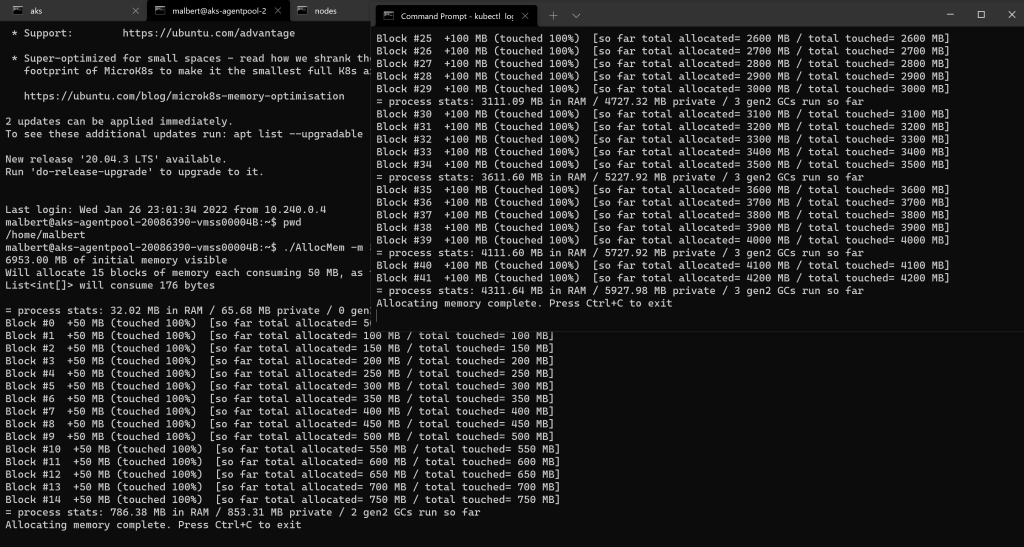 aks
malbert@aks-agentpool-2
nodes
* Support:        https://ubuntu.com/advantage
* Super-optimized for small spaces - read how we shrank
footprint of MicroK8s to make it the smallest full K8s
https://ubuntu.com/blog/microk8s-memory-optimisation
2 updates can be applied immediately.
To see these additional updates run: apt list --upgradable
New release '20.04.3 LTS' available.
Run 'do-release-upgrade' to upgrade to it.
Last login: Wed Jan 26 23:01:34 2022 from 10.240.0.4
malbert@aks-agentpool-20086390-vmss00004B:~$ pwd
/home/malbert
malbert@aks-agentpool-20086390-vmss00004B:~$ ./AllocMem -m
6953.00 MB of initial memory visible
Will allocate 15 blocks of memory each consuming 50 MB, as
List<int[]> will consume 176 bytes
= process stats: 32.02 MB in RAM / 65.68 MB private / 0 gen
Block #0  +50 MB (touched 100%)  [so far total allocated=
Block #1  +50 MB (touched 100%)  [so far total allocated= 100 MB / total touched= 100 MB]
Block #2  +50 MB (touched 100%)  [so far total allocated= 150 MB / total touched= 150 MB]
Block #3  +50 MB (touched 100%)  [so far total allocated= 200 MB / total touched= 200 MB]
Block #4  +50 MB (touched 100%)  [so far total allocated= 250 MB / total touched= 250 MB]
Block #5  +50 MB (touched 100%)  [so far total allocated= 300 MB / total touched= 300 MB]
Block #6  +50 MB (touched 100%)  [so far total allocated= 350 MB / total touched= 350 MB]
Block #7  +50 MB (touched 100%)  [so far total allocated= 400 MB / total touched= 400 MB]
Block #8  +50 MB (touched 100%)  [so far total allocated= 450 MB / total touched= 450 MB]
Block #9  +50 MB (touched 100%)  [so far total allocated= 500 MB / total touched= 500 MB]
Block #10  +50 MB (touched 100%)  [so far total allocated= 550 MB / total touched= 550 MB]
Block #11  +50 MB (touched 100%)  [so far total allocated= 600 MB / total touched= 600 MB]
Block #12  +50 MB (touched 100%)  [so far total allocated= 650 MB / total touched= 650 MB]
Block #13  +50 MB (touched 100%)  [so far total allocated= 700 MB / total touched= 700 MB]
Block #14  +50 MB (touched 100%)  [so far total allocated= 750 MB / total touched= 750 MB]
= process stats: 786.38 MB in RAM / 853.31 MB private / 2 gen2 GCs run so far
Allocating memory complete. Press Ctrl+C to exit
Command Prompt - kubectl log
Block #25  +100 MB (touched 100%)  [so far total allocated= 2600 MB / total touched= 2600 MB]
Block #26  +100 MB (touched 100%)  [so far total allocated= 2700 MB / total touched= 2700 MB]
Block #27  +100 MB (touched 100%)  [so far total allocated= 2800 MB / total touched= 2800 MB]
Block #28  +100 MB (touched 100%)  [so far total allocated= 2900 MB / total touched= 2900 MB]
Block #29  +100 MB (touched 100%)  [so far total allocated= 3000 MB / total touched= 3000 MB]
= process stats: 3111.09 MB in RAM / 4727.32 MB private / 3 gen2 GCs run so far
Block #30  +100 MB (touched 100%)  [so far total allocated= 3100 MB / total touched= 3100 MB]
Block #31  +100 MB (touched 100%)  [so far total allocated= 3200 MB / total touched= 3200 MB]
Block #32  +100 MB (touched 100%)  [so far total allocated= 3300 MB / total touched= 3300 MB]
Block #33  +100 MB (touched 100%)  [so far total allocated= 3400 MB / total touched= 3400 MB]
Block #34  +100 MB (touched 100%)  [so far total allocated= 3500 MB / total touched= 3500 MB]
= process stats: 3611.60 MB in RAM / 5227.92 MB private / 3 gen2 GCs run so far
Block #35  +100 MB (touched 100%)  [so far total allocated= 3600 MB / total touched= 3600 MB]
Block #36  +100 MB (touched 100%)  [so far total allocated= 3700 MB / total touched= 3700 MB]
Block #37  +100 MB (touched 100%)  [so far total allocated= 3800 MB / total touched= 3800 MB]
Block #38  +100 MB (touched 100%)  [so far total allocated= 3900 MB / total touched= 3900 MB]
Block #39  +100 MB (touched 100%)  [so far total allocated= 4000 MB / total touched= 4000 MB]
= process stats: 4111.60 MB in RAM / 5727.92 MB private / 3 gen2 GCs run so far
Block #40  +100 MB (touched 100%)  [so far total allocated= 4100 MB / total touched= 4100 MB]
Block #41  +100 MB (touched 100%)  [so far total allocated= 4200 MB / total touched= 4200 MB]
= process stats: 4311.64 MB in RAM / 5927.98 MB private / 3 gen2 GCs run so far
Allocating memory complete. Press Ctrl+C to exit